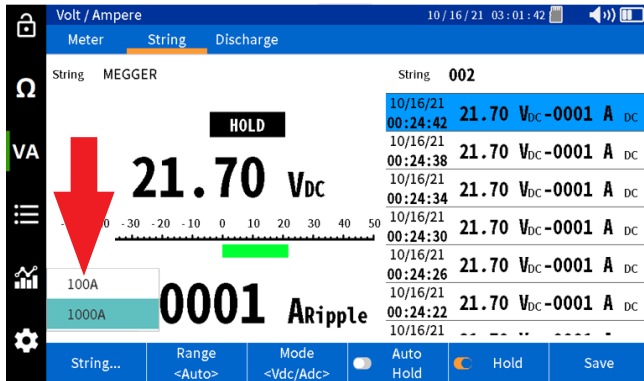 Volt / Ampere
10/16/21 03:01:42
Meter String Discharge
String MEGGER
String 002
HOLD
21.70 VDC
-30 -20 -10 0 10 20 30 40 50
100A
1000A
0001 ARipple
10/16/21
00:24:42 21.70 VDC -0001 A DC
10/16/21
00:24:38 21.70 VDC -0001 A DC
10/16/21
00:24:34 21.70 VDC -0001 A DC
10/16/21
00:24:30 21.70 VDC -0001 A DC
10/16/21
00:24:26 21.70 VDC -0001 A DC
10/16/21
00:24:22 21.70 VDC -0001 A DC
10/16/21
Ω
VA
String...
Range
<Auto>
Mode
<Vdc/Adc>
Auto
Hold
Hold
Save